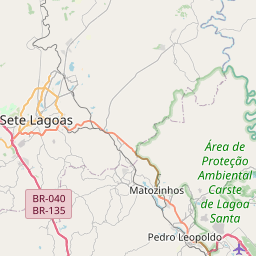 Sete Lagoas
Área de
Proteção
Ambiental
Carste
de Lagoa
Santa
Matozinhos
BR-040
BR-135
Pedro Leopoldo